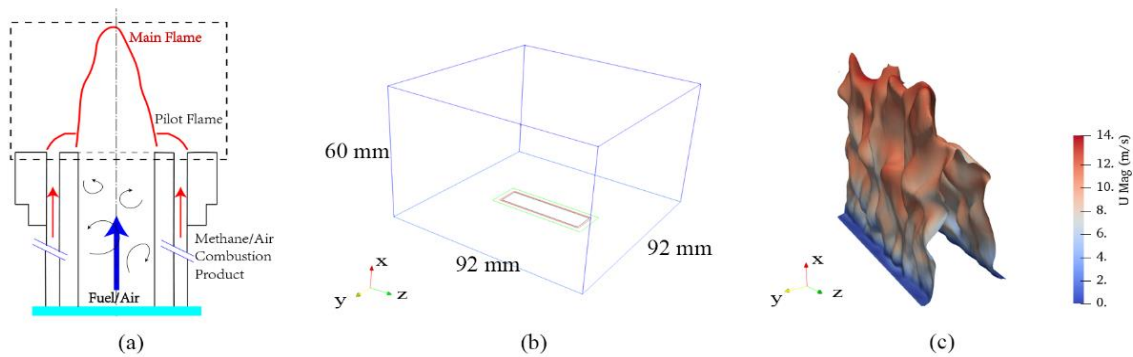 Main Flame
Pilot Flame
Methane/Air
Combustion
Product
Fuel/Air
(a)
60 mm
92 mm
92 mm
x
y
z
(b)
x
y
z
14.
12.
10.
8.
6.
4.
2.
0.
U Mag (m/s)
(c)